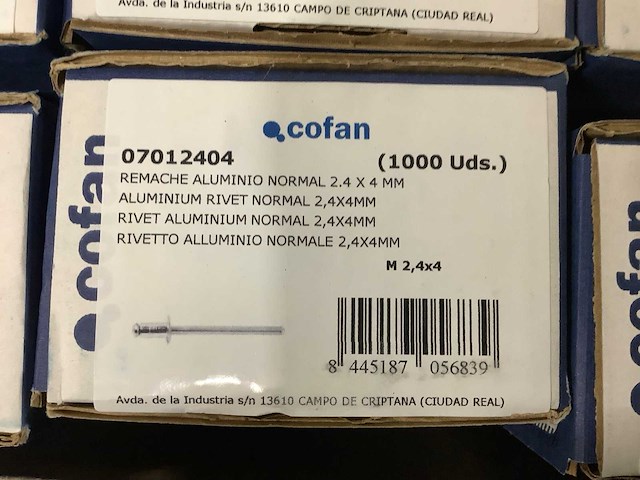 Avda. de la Industria s/n 13610 CAMPO DE CRIPTANA (CIUDAD REAL)
cofan
cofan
07012404 (1000 Uds.)
REMACHE ALUMINIO NORMAL 2.4 X 4 MM
ALUMINIUM RIVET NORMAL 2,4X4MM
RIVET ALUMINIUM NORMAL 2,4X4MM
RIVETTO ALLUMINIO NORMALE 2,4X4MM
M 2,4x4
8 445187 056839
Avda. de la Industria s/n 13610 CAMPO DE CRIPTANA (CIUDAD REAL)
cofan